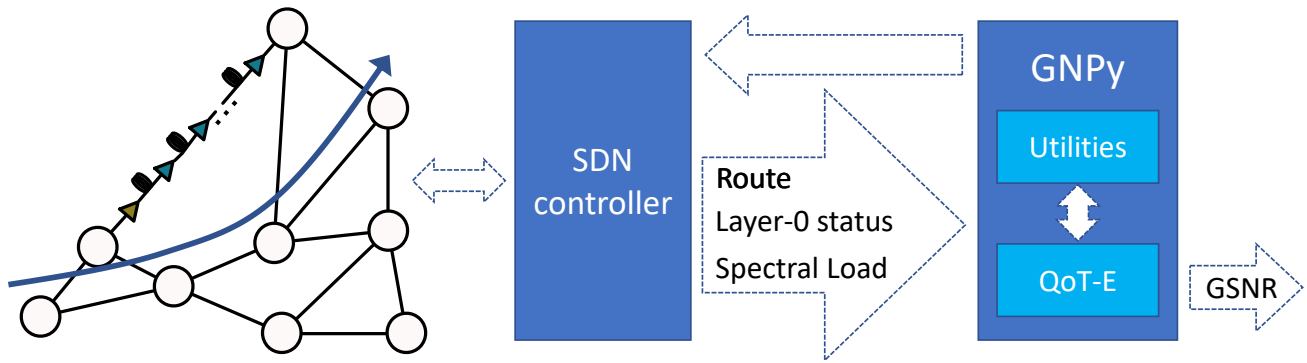 SDN
controller
Route
Layer-0 status
Spectral Load
GNPy
Utilities
QoT-E
GSNR